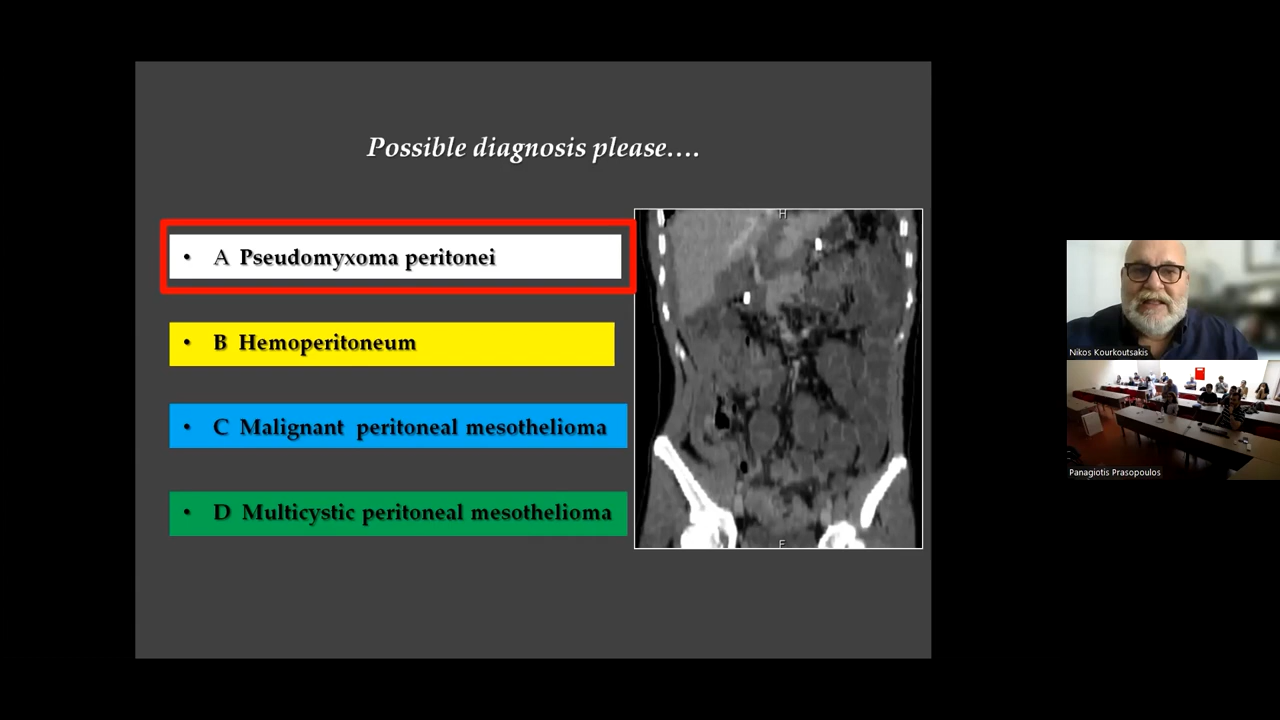 Possible diagnosis please....
• A Pseudomyxoma peritonei
• B Hemoperitoneum
• C Malignant peritoneal mesothelioma
• D Multicystic peritoneal mesothelioma
H
F
Nikos Kourkoutsakis
Panagiotis Prasopoulos